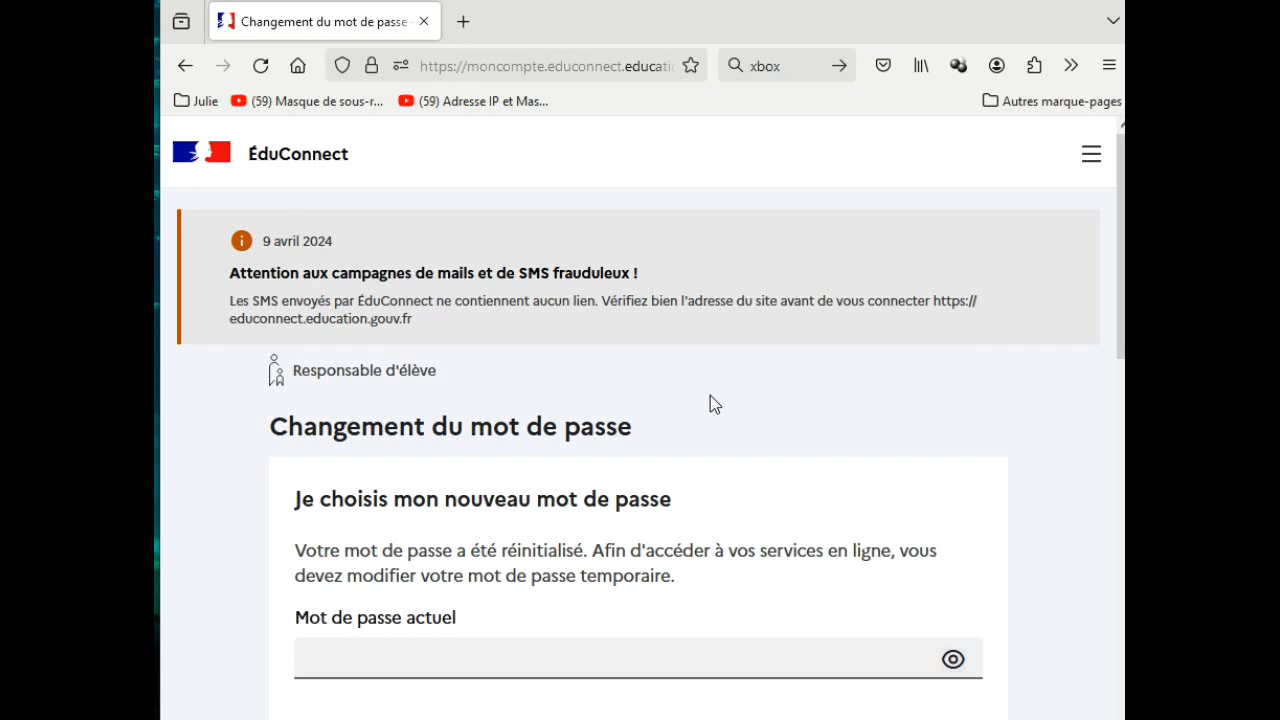 Changement du mot de passe
https://moncompte.educonnect.educati
xbox
Julie
(59) Masque de sous-r...
(59) Adresse IP et Mas...
Autres marque-pages
ÉduConnect
9 avril 2024
Attention aux campagnes de mails et de SMS frauduleux !
Les SMS envoyés par ÉduConnect ne contiennent aucun lien. Vérifiez bien l'adresse du site avant de vous connecter https://
educonnect.education.gouv.fr
Responsable d'élève
Changement du mot de passe
Je choisis mon nouveau mot de passe
Votre mot de passe a été réinitialisé. Afin d'accéder à vos services en ligne, vous
devez modifier votre mot de passe temporaire.
Mot de passe actuel